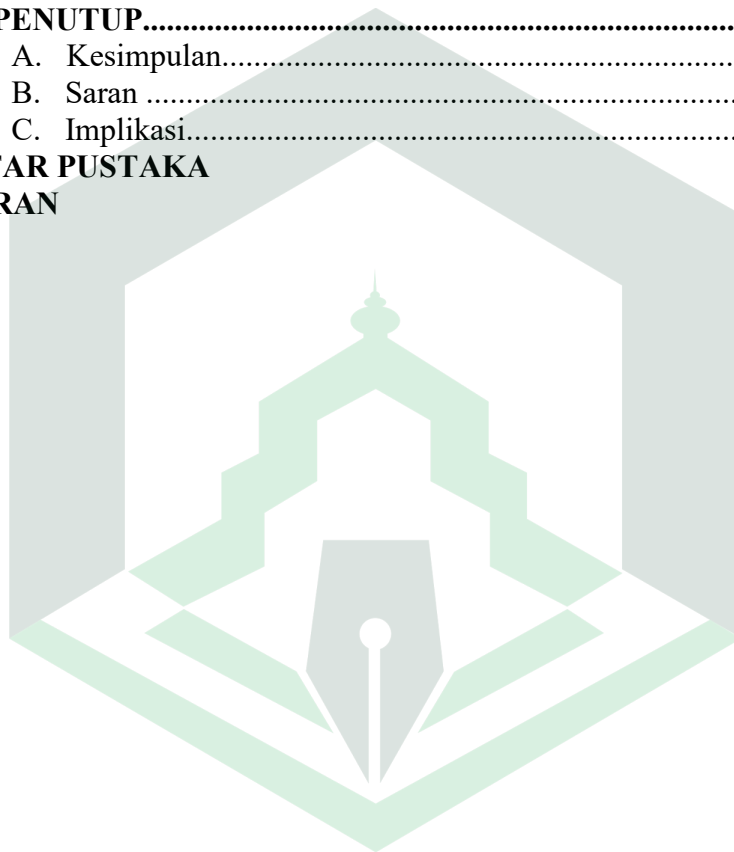 PENUTUP..........................................................................
A. Kesimpulan.................................................................
B. Saran ..........................................................................
C. Implikasi......................................................................
TAR PUSTAKA
RAN